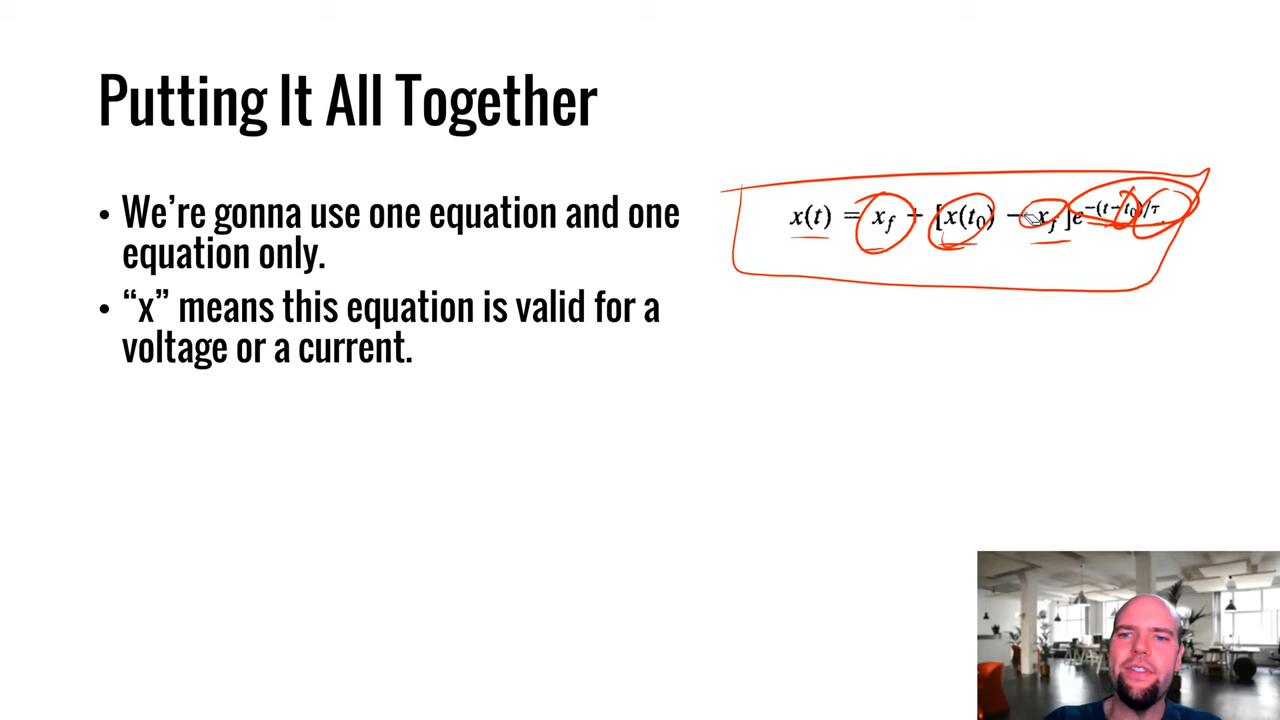 Putting It All Together
• We’re gonna use one equation and one
equation only.
• “x” means this equation is valid for a
voltage or a current.
x(t) = x_f + [x(t_0) − x_f]e^{−(t−t_0)/τ}